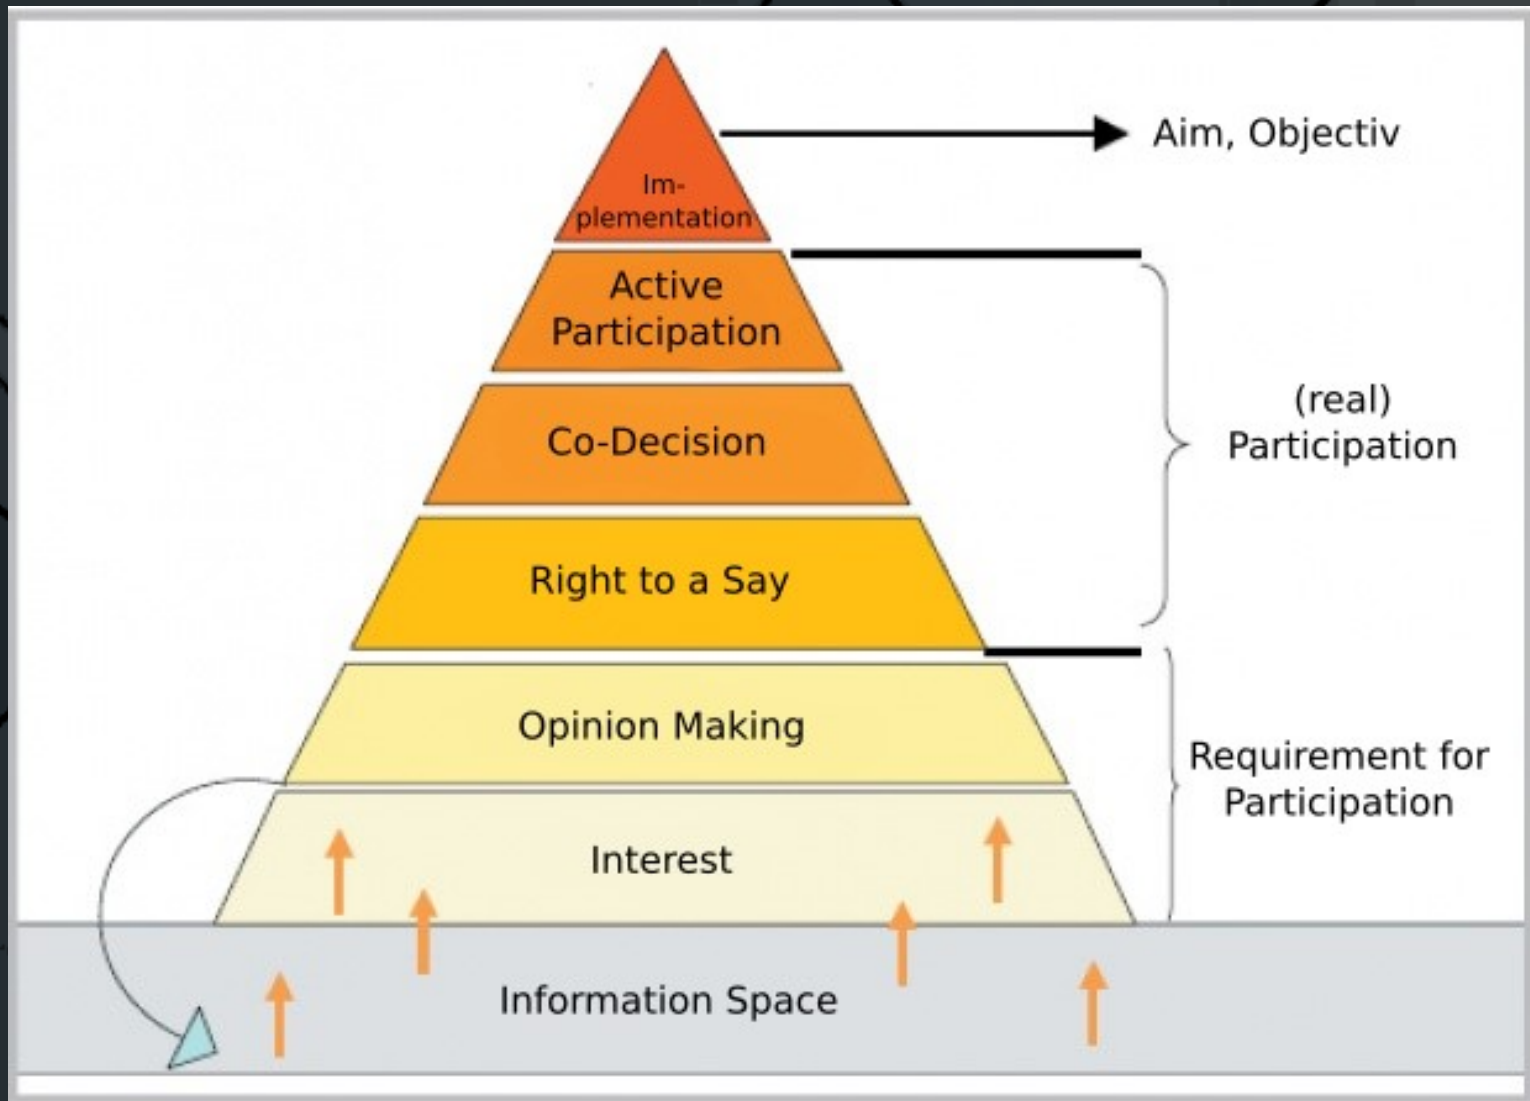 Aim, Objectiv
Im-
plementation
Active
Participation
(real)
Participation
Co-Decision
Right to a Say
Opinion Making
Requirement for
Participation
Interest
Information Space